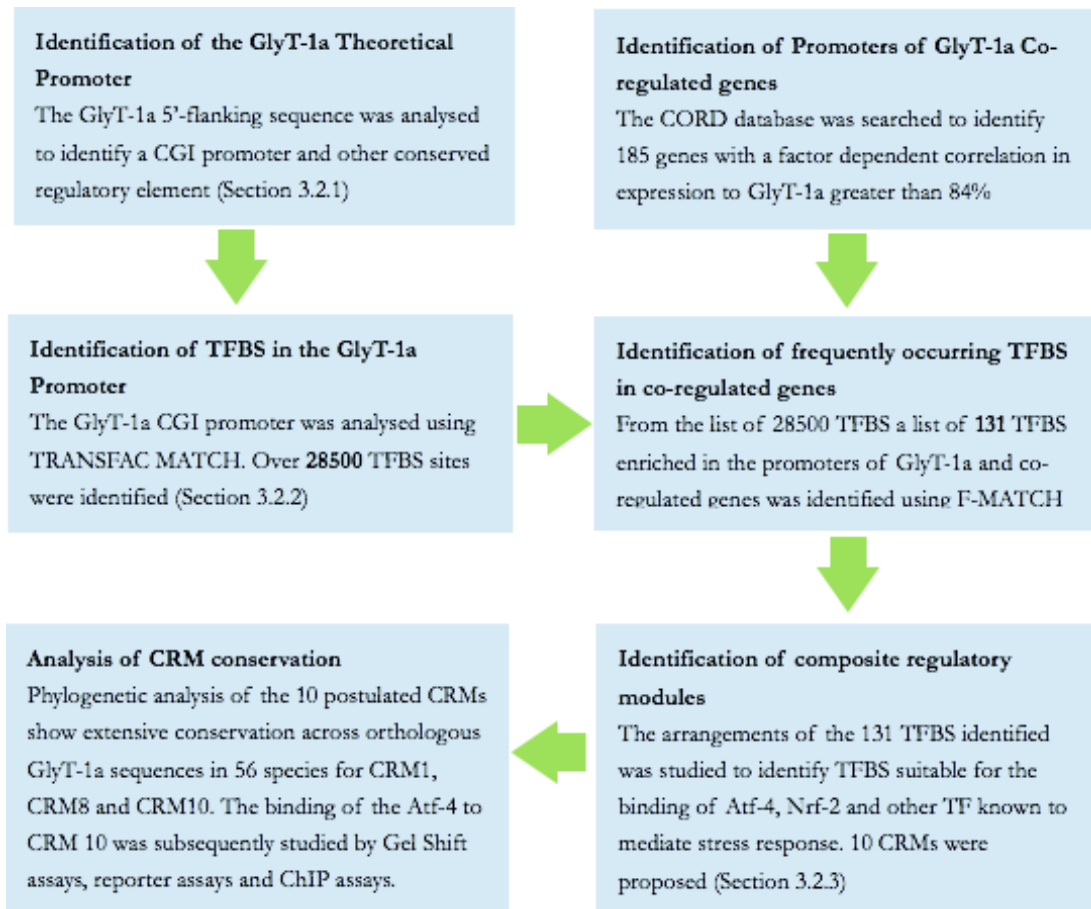 Identification of the GlyT-1a Theoretical
Promoter
The GlyT-1a 5’-flanking sequence was analysed
to identify a CGI promoter and other conserved
regulatory element (Section 3.2.1)
Identification of Promoters of GlyT-1a Co-
regulated genes
The CORD database was searched to identify
185 genes with a factor dependent correlation in
expression to GlyT-1a greater than 84%
Identification of TFBS in the GlyT-1a
Promoter
The GlyT-1a CGI promoter was analysed using
TRANSFAC MATCH. Over 28500 TFBS sites
were identified (Section 3.2.2)
Identification of frequently occurring TFBS
in co-regulated genes
From the list of 28500 TFBS a list of 131 TFBS
enriched in the promoters of GlyT-1a and co-
regulated genes was identified using F-MATCH
Analysis of CRM conservation
Phylogenetic analysis of the 10 postulated CRMs
show extensive conservation across orthologous
GlyT-1a sequences in 56 species for CRM1,
CRM8 and CRM10. The binding of the Atf-4 to
CRM 10 was subsequently studied by Gel Shift
assays, reporter assays and ChIP assays.
Identification of composite regulatory
modules
The arrangements of the 131 TFBS identified
was studied to identify TFBS suitable for the
binding of Atf-4, Nrf-2 and other TF known to
mediate stress response. 10 CRMs were
proposed (Section 3.2.3)